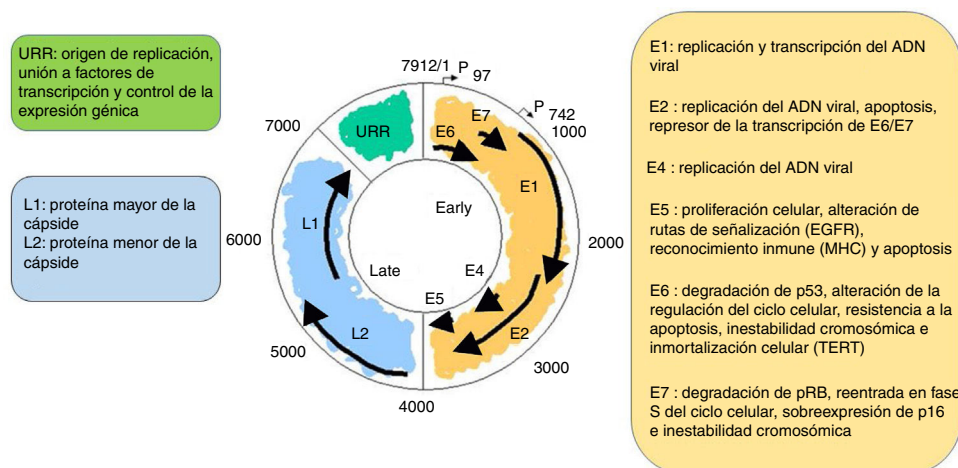 URR: origen de replicación,
unión a factores de
transcripción y control de la
expresión génica
L1: proteína mayor de la
cápside
L2: proteína menor de la
cápside
7912/1
P 97
P 742
1000
2000
3000
4000
5000
6000
7000
URR
E6
E7
E1
Early
L1
Late
E4
E5
L2
E2
E1: replicación y transcripción del ADN
viral
E2 : replicación del ADN viral, apoptosis,
represor de la transcripción de E6/E7
E4 : replicación del ADN viral
E5 : proliferación celular, alteración de
rutas de señalización (EGFR),
reconocimiento inmune (MHC) y apoptosis
E6 : degradación de p53, alteración de la
regulación del ciclo celular, resistencia a la
apoptosis, inestabilidad cromosómica e
inmortalización celular (TERT)
E7 : degradación de pRB, reentrada en fase
S del ciclo celular, sobreexpresión de p16
e inestabilidad cromosómica